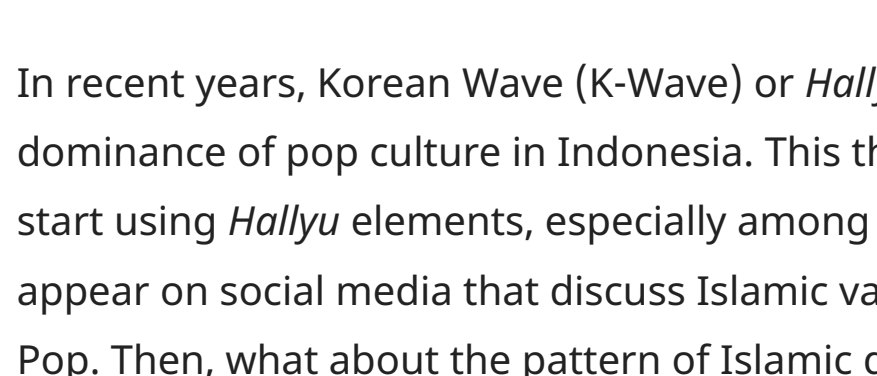 In recent years, Korean Wave (K-Wave) or
dominance of pop culture in Indonesia. This
start using Hallyu elements, especially among
appear on social media that discuss Islamic
Pop. Then, what about the pattern of Islamic